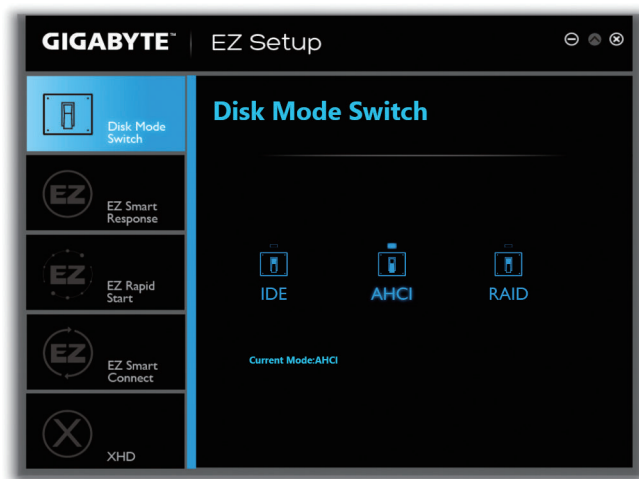 GIGABYTE™ EZ Setup
Disk Mode
Switch
Disk Mode Switch
EZ
EZ Smart
Response
EZ
EZ Rapid
Start
EZ
EZ Smart
Connect
X
XHD
IDE AHCI RAID
Current Mode:AHCI